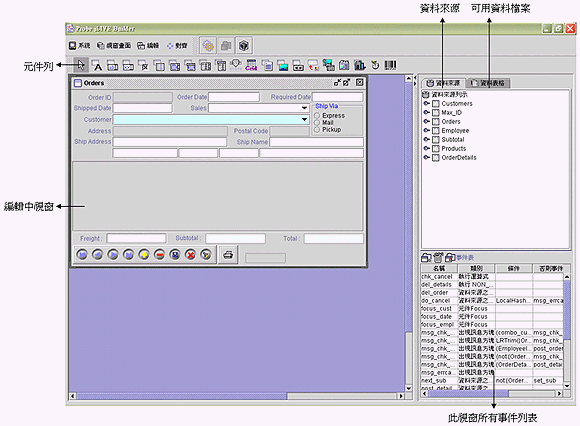 資料來源 可用資料檔案
Probe aLIVE Builder
系統 視窗畫面 編輯 對齊
元件列
Orders
Order ID Order Date Required Date
Shipped Date Sales Ship Via
Customer Express
Mail
Address Postal Code Pickup
Ship Address Ship Name
編輯中視窗
Freight : Subtotal : Total :
資料來源 資料表格
資料來源列示
Customers
Max_ID
Orders
Employee
Subtotal
Products
OrderDetails
事件表
名稱 類別 條件 否則事件
chk_cancel 執行運算式
del_details 執行 NON_...
del_order 資料來源之...
do_cancel 資料來源之... LocalHash... msg_errca
focus_cust 元件Focus
focus_date 元件Focus
focus_empl 元件Focus
msg_chk_... 出現訊息方塊 (combo_cu... msg_chk_
msg_chk_... 出現訊息方塊 LRTrim(Or... msg_chk_
msg_chk_... 出現訊息方塊 (EmployeeI... post_order
msg_chk_... 出現訊息方塊 (not(Order... msg_chk_
msg_chk_... 出現訊息方塊 (OrderDeta... post_detai
msg_errca... 出現訊息方塊
next_sub 資料來源之... not(Order... set_sub
post_detail 資料來源之...
此視窗所有事件列表